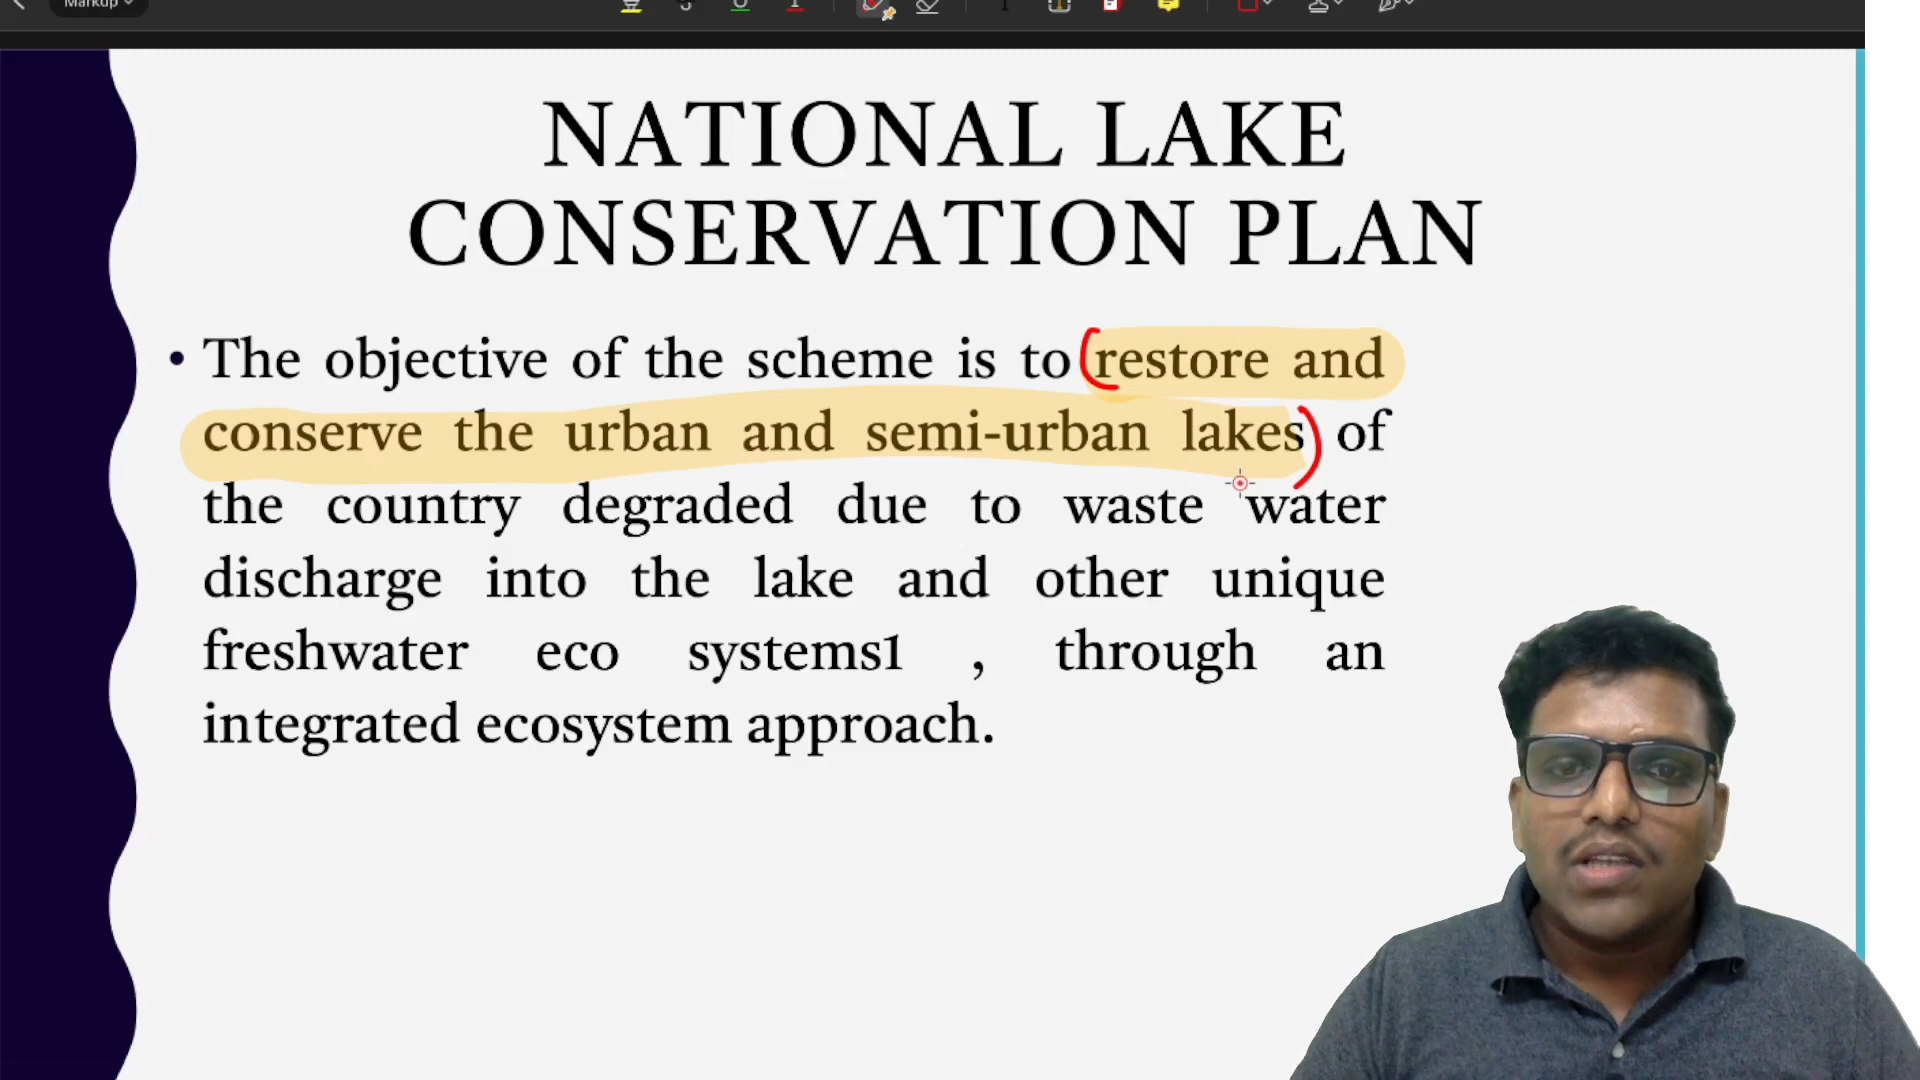 Markup
NATIONAL LAKE
CONSERVATION PLAN
• The objective of the scheme is to (restore and
conserve the urban and semi-urban lakes) of
the country degraded due to waste water
discharge into the lake and other unique
freshwater eco systems1 , through an
integrated ecosystem approach.